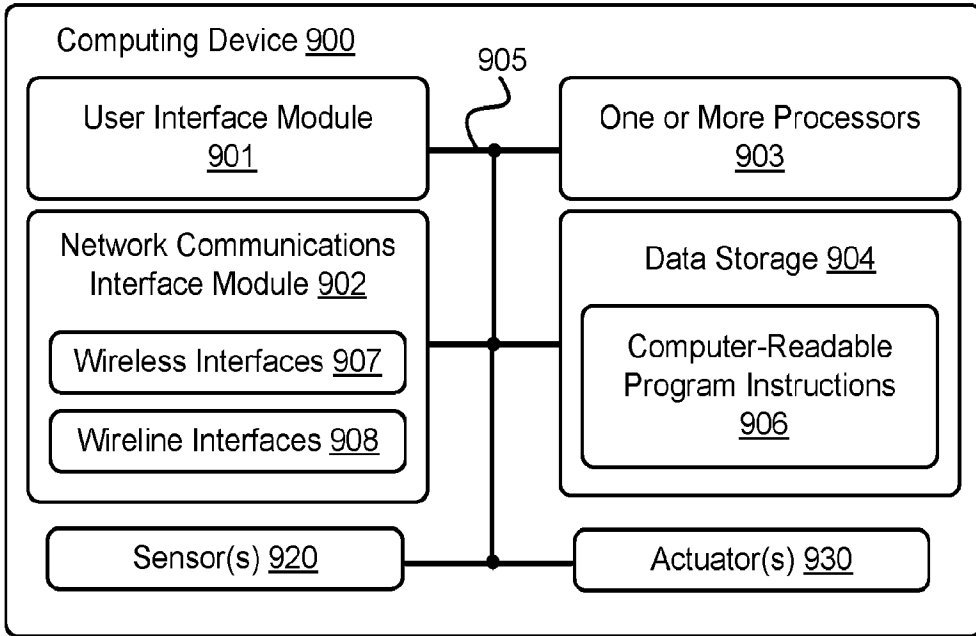 Computing Device 900
905
User Interface Module
901
One or More Processors
903
Network Communications
Interface Module 902
Wireless Interfaces 907
Wireline Interfaces 908
Data Storage 904
Computer-Readable
Program Instructions
906
Sensor(s) 920
Actuator(s) 930